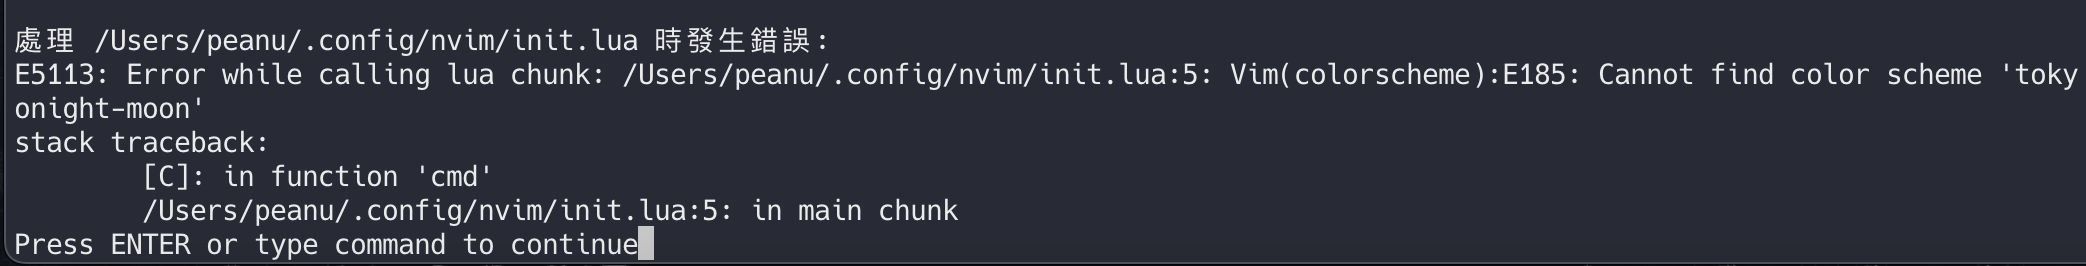 處理 /Users/peanu/.config/nvim/init.lua 時發生錯誤:
E5113: Error while calling lua chunk: /Users/peanu/.config/nvim/init.lua:5: Vim(colorscheme):E185: Cannot find color scheme 'toky
onight-moon'
stack traceback:
        [C]: in function 'cmd'
        /Users/peanu/.config/nvim/init.lua:5: in main chunk
Press ENTER or type command to continue